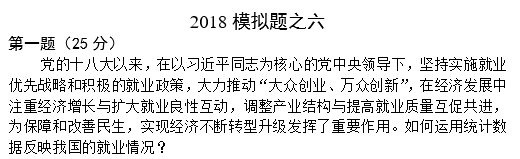 2018 模拟题之六
第一题（25 分）
党的十八大以来，在以习近平同志为核心的党中央领导下，坚持实施就业
优先战略和积极的就业政策，大力推动“大众创业、万众创新”，在经济发展中
注重经济增长与扩大就业良性互动，调整产业结构与提高就业质量互促共进，
为保障和改善民生，实现经济不断转型升级发挥了重要作用。如何运用统计数
据反映我国的就业情况？